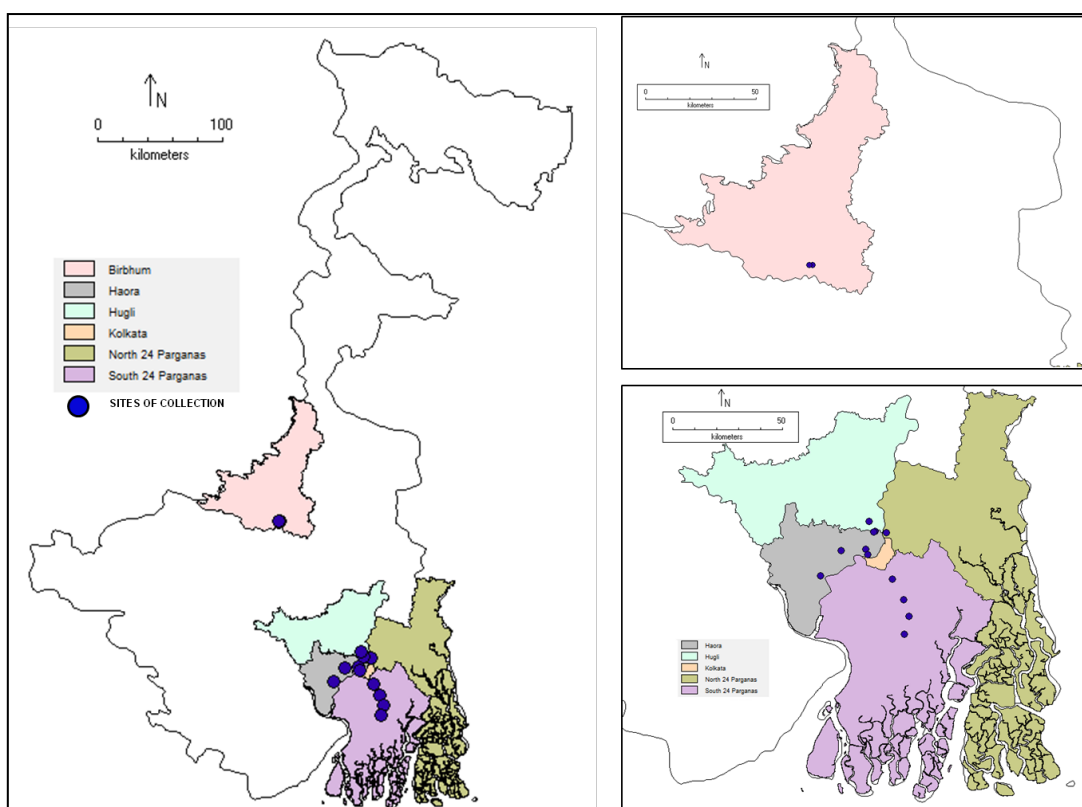 N
0 100
kilometers
Birbhum
Haora
Hugli
Kolkata
North 24 Parganas
South 24 Parganas
SITES OF COLLECTION
N
0 50
kilometers
N
0 50
kilometers
Haora
Hugli
Kolkata
North 24 Parganas
South 24 Parganas